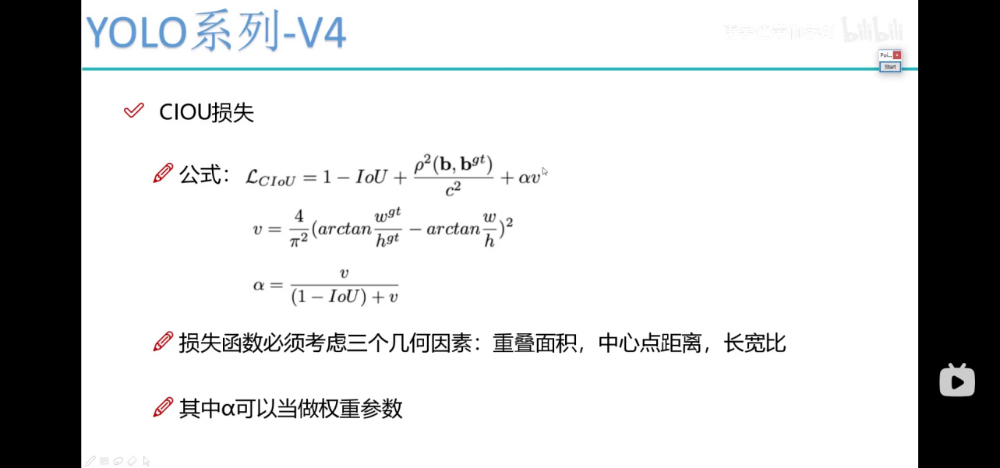 YOLO系列-V4
bilibili
Poi...
Start
CIOU损失
公式： $\mathcal{L}_{CIoU} = 1 - IoU + \frac{\rho^2(\mathbf{b}, \mathbf{b}^{gt})}{c^2} + \alpha v$
$v = \frac{4}{\pi^2}(arctan\frac{w^{gt}}{h^{gt}} - arctan\frac{w}{h})^2$
$\alpha = \frac{v}{(1 - IoU) + v}$
损失函数必须考虑三个几何因素：重叠面积，中心点距离，长宽比
其中α可以当做权重参数